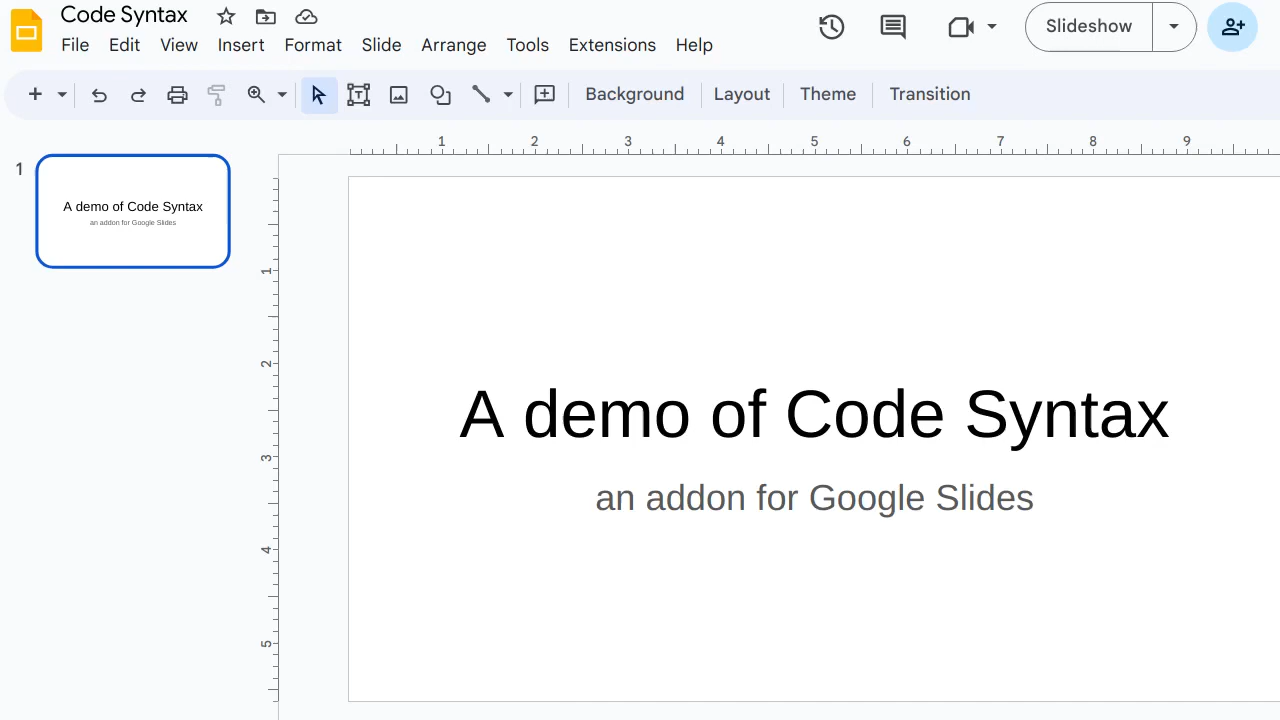 Code Syntax
File Edit View Insert Format Slide Arrange Tools Extensions Help
Slideshow
Background Layout Theme Transition
1 2 3 4 5 6 7 8 9
1
A demo of Code Syntax
an addon for Google Slides
1
2
3
4
5
A demo of Code Syntax
an addon for Google Slides